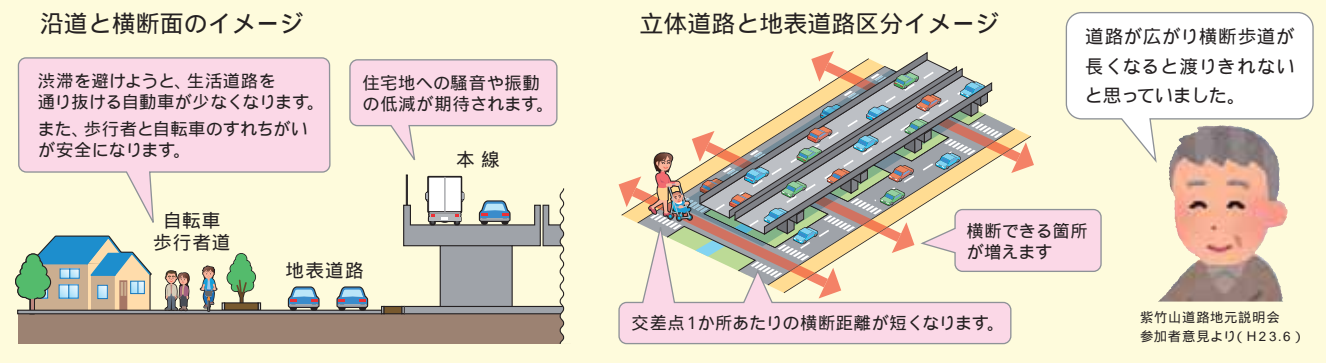 沿道と横断面のイメージ
渋滞を避けようと、生活道路を
通り抜ける自動車が少なくなります。
また、歩行者と自転車のすれちがい
が安全になります。
住宅地への騒音や振動
の低減が期待されます。
本線
自転車
歩行者道
地表道路
立体道路と地表道路区分イメージ
横断できる箇所
が増えます
交差点1か所あたりの横断距離が短くなります。
道路が広がり横断歩道が
長くなると渡りきれない
と思っていました。
紫竹山道路地元説明会
参加者意見より(H23.6)